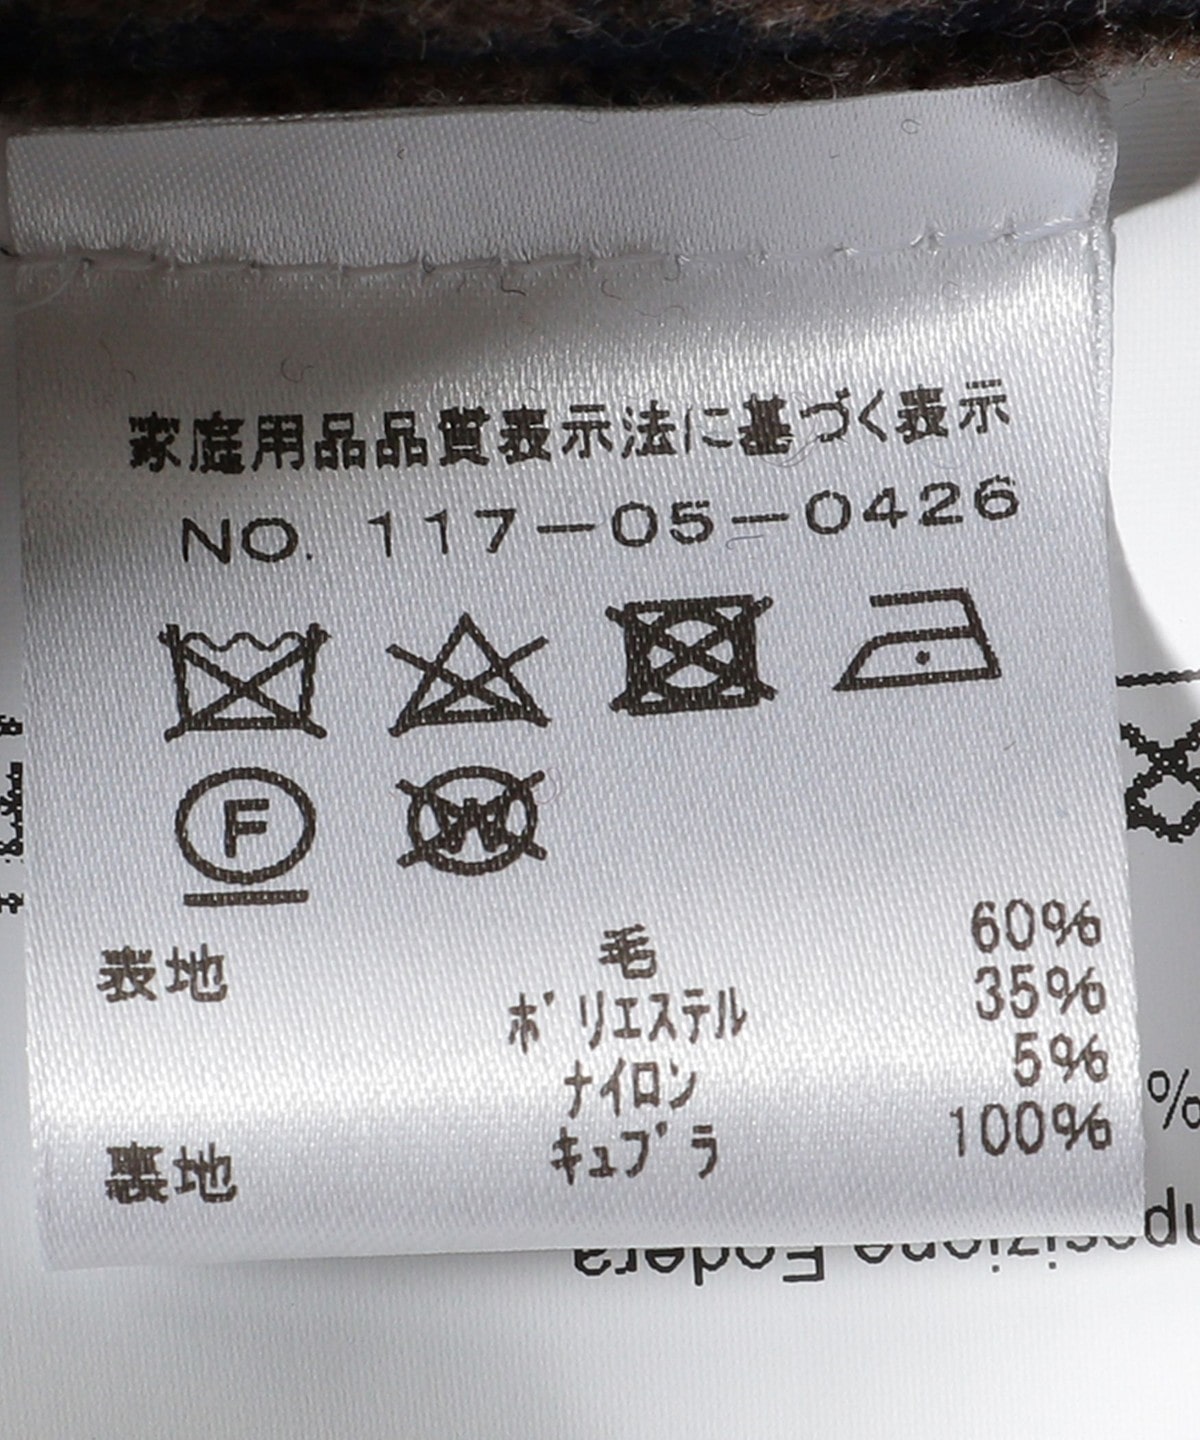 家庭用品品質表示法に基づく表示
NO. 117-05-0426
F
W
表地 毛 60%
ポリエステル 35%
ナイロン 5%
裏地 キュプラ 100%
%